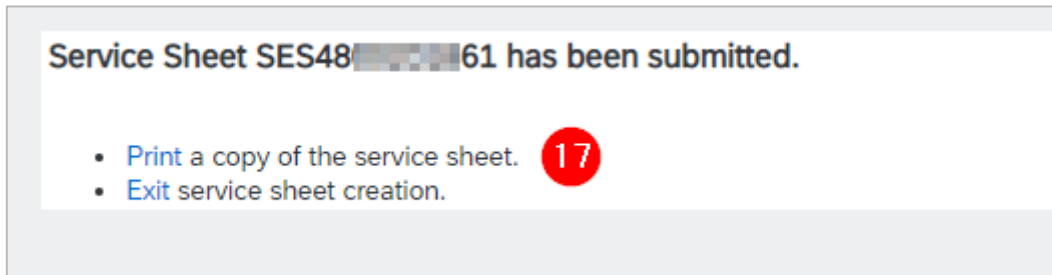 Service Sheet SES48 61 has been submitted.
• Print a copy of the service sheet. 17
• Exit service sheet creation.